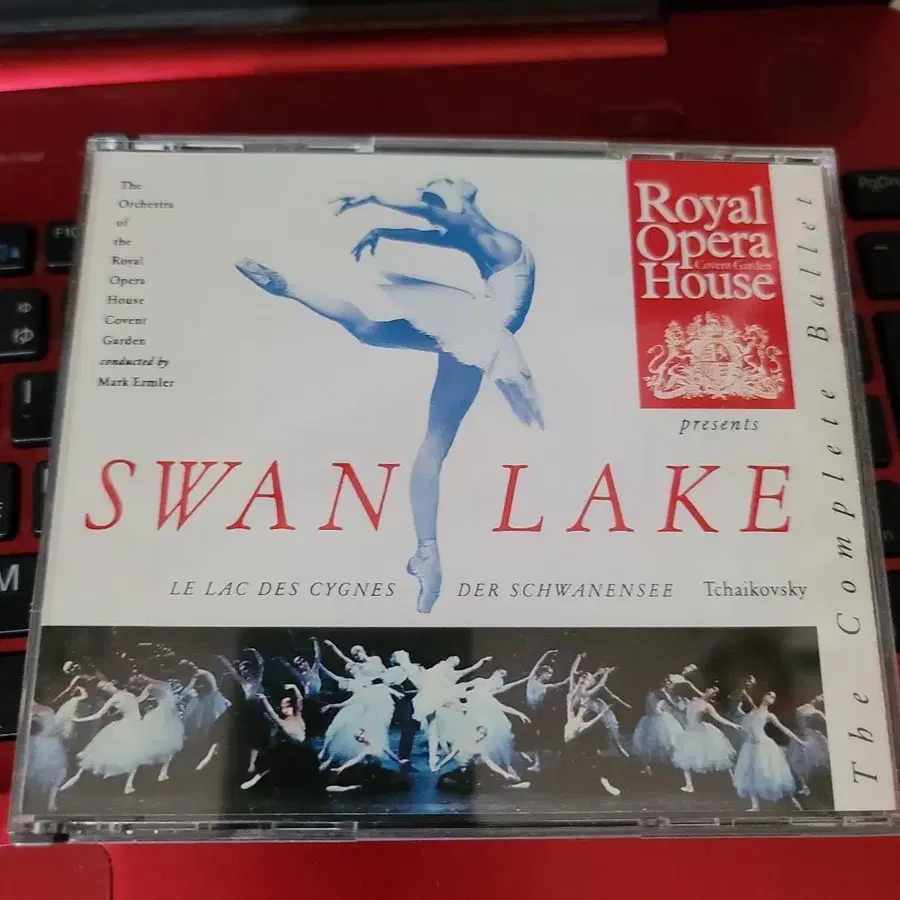 The
Orchestra
of
the
Royal
Opera
House
Covent
Garden
conducted by
Mark Ermler
Royal
Opera
Covent Garden
House
presents
SWAN LAKE
LE LAC DES CYGNES DER SCHWANENSEE Tchaikovsky
The Complete Ballet
F10
M